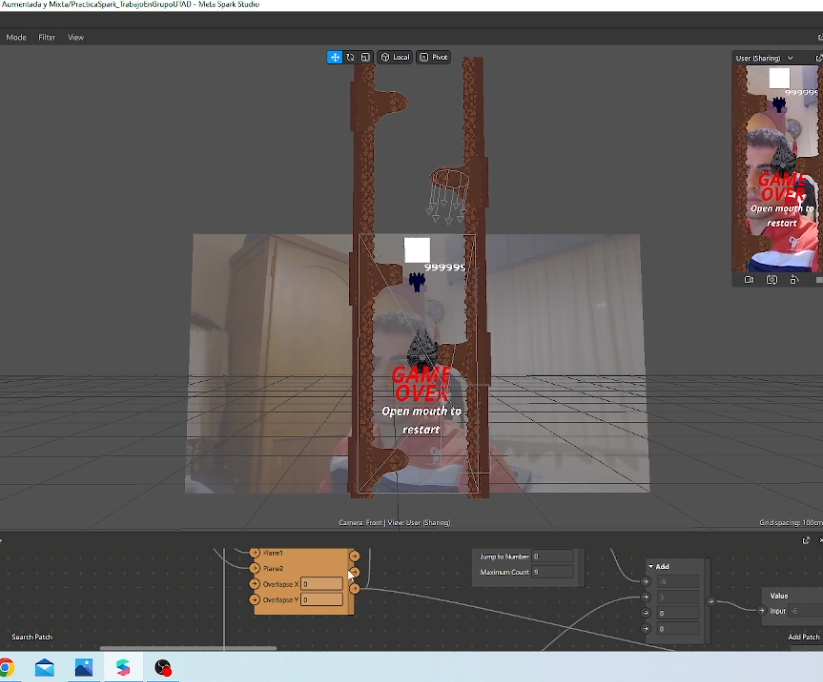 Aumentada y Mixta/PracticaSpark_TrabajoEnGrupoUTAD - Meta Spark Studio
Mode Filter View
Local Pivot
User (Sharing)
999995
GAME
OVER
Open mouth to
restart
999995
GAME
OVER
Open mouth to
restart
Camera: Front | View: User (Sharing)
Grid spacing: 100cm
Plane1
Plane2
Overlapse X 0
Overlapse Y 0
Jump to Number 0
Maximum Count 9
Add
-5
3
0
0
Value
Input -6
Search Patch
Add Patch